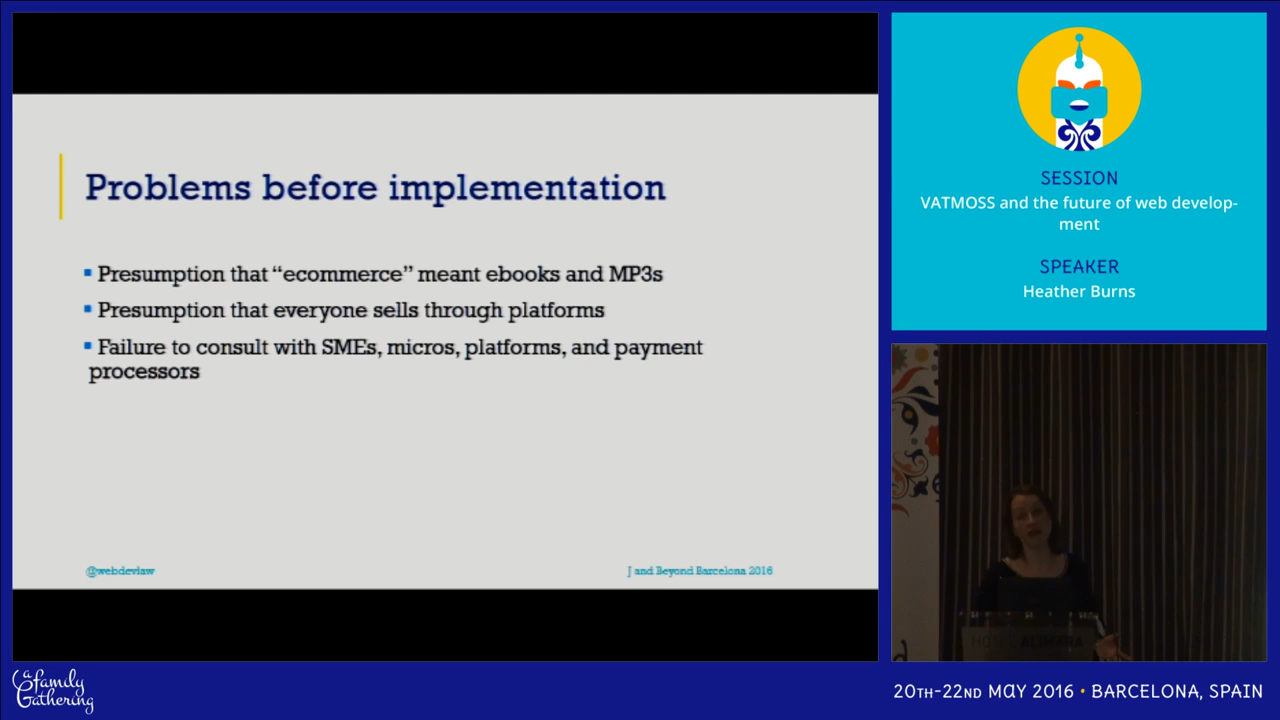 Problems before implementation
▪ Presumption that “ecommerce” meant ebooks and MP3s
▪ Presumption that everyone sells through platforms
▪ Failure to consult with SMEs, micros, platforms, and payment
processors
@webdevlaw
J and Beyond Barcelona 2016
SESSION
VATMOSS and the future of web develop-
ment
SPEAKER
Heather Burns
a
family
Gathering
20TH-22ND MAY 2016 • BARCELONA, SPAIN